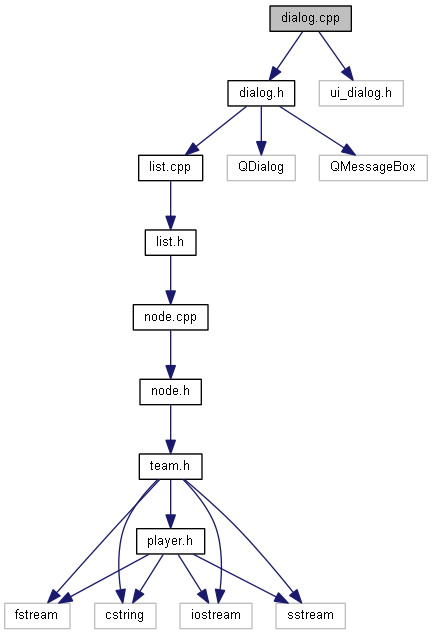 dialog.cpp
dialog.h
ui_dialog.h
list.cpp
QDialog
QMessageBox
list.h
node.cpp
node.h
team.h
player.h
fstream
cstring
iostream
sstream